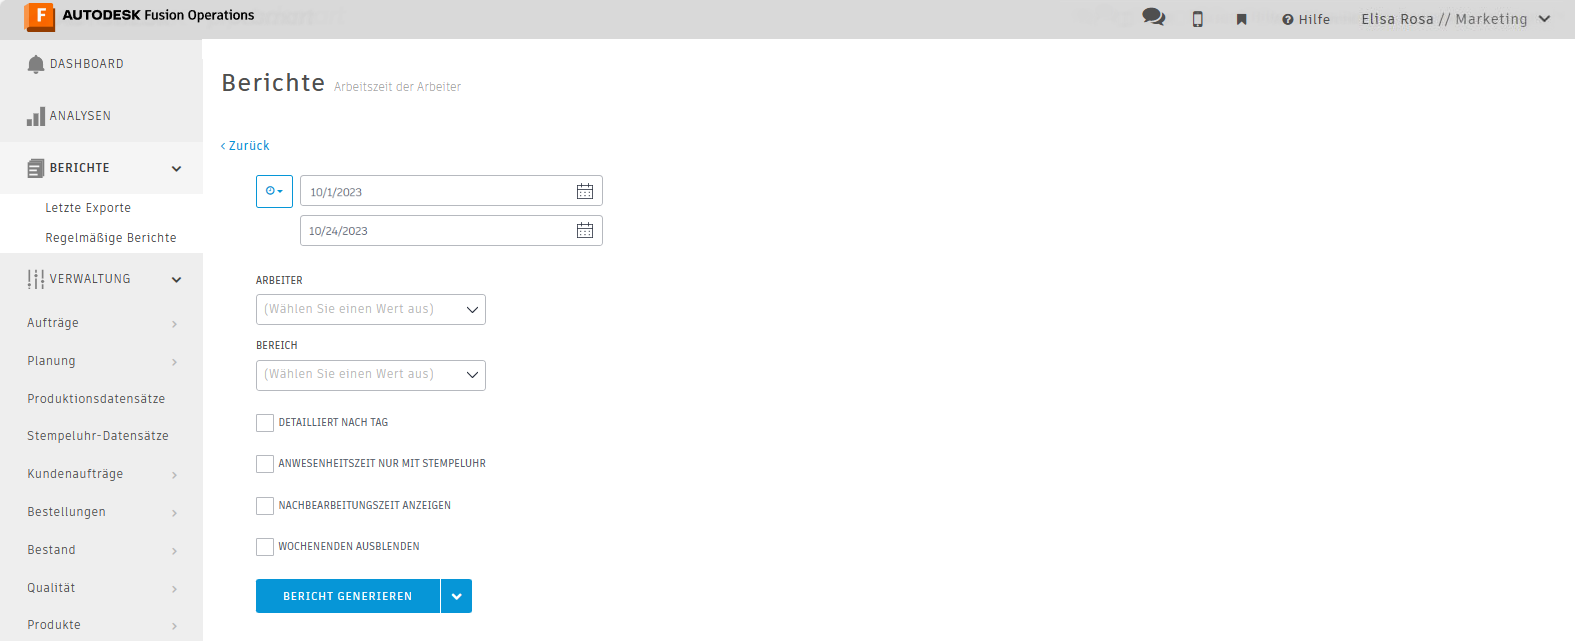 AUTODESK Fusion Operations
Hilfe
Elisa Rosa // Marketing
DASHBOARD
ANALYSEN
BERICHTE
Letzte Exporte
Regelmäßige Berichte
VERWALTUNG
Aufträge
Planung
Produktionsdatensätze
Stempeluhr-Datensätze
Kundenaufträge
Bestellungen
Bestand
Qualität
Produkte
Berichte Arbeitszeit der Arbeiter
‹ Zurück
10/1/2023
10/24/2023
ARBEITER
(Wählen Sie einen Wert aus)
BEREICH
(Wählen Sie einen Wert aus)
DETAILLIERT NACH TAG
ANWESENHEITSZEIT NUR MIT STEMPELUHR
NACHBEARBEITUNGSZEIT ANZEIGEN
WOCHENENDEN AUSBLENDEN
BERICHT GENERIEREN